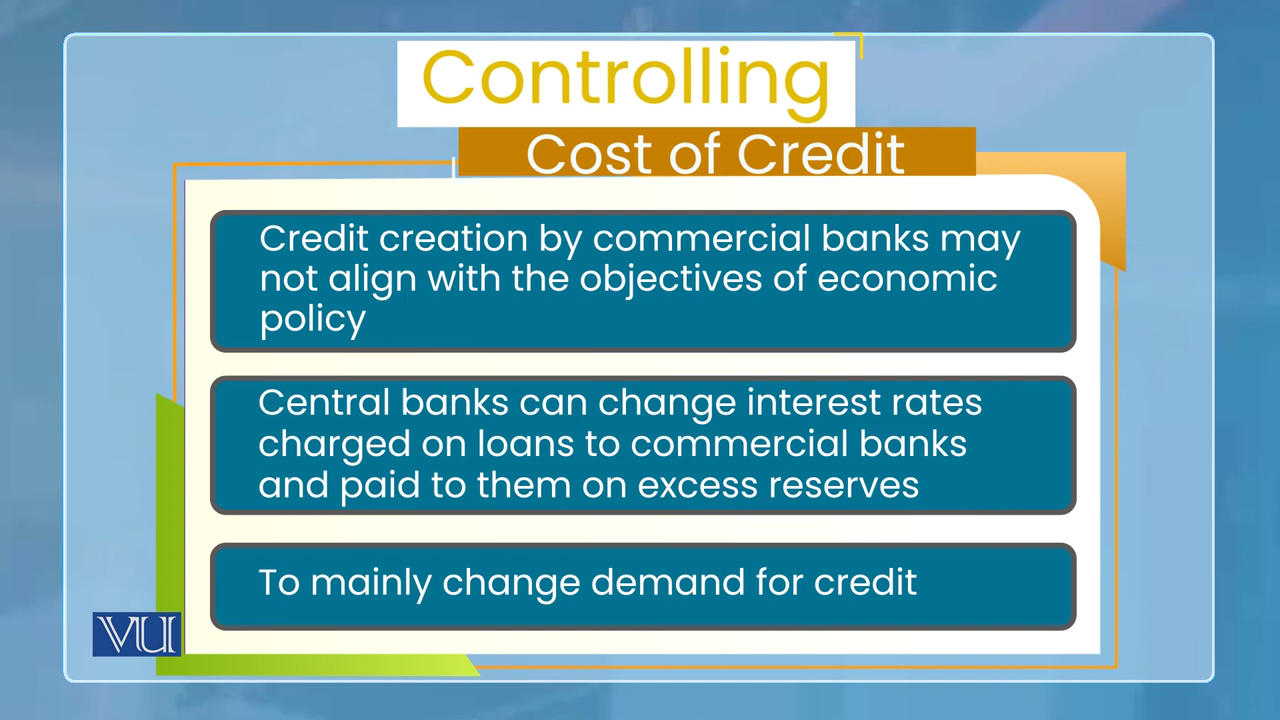 Controlling
Cost of Credit
Credit creation by commercial banks may
not align with the objectives of economic
policy
Central banks can change interest rates
charged on loans to commercial banks
and paid to them on excess reserves
To mainly change demand for credit
VU